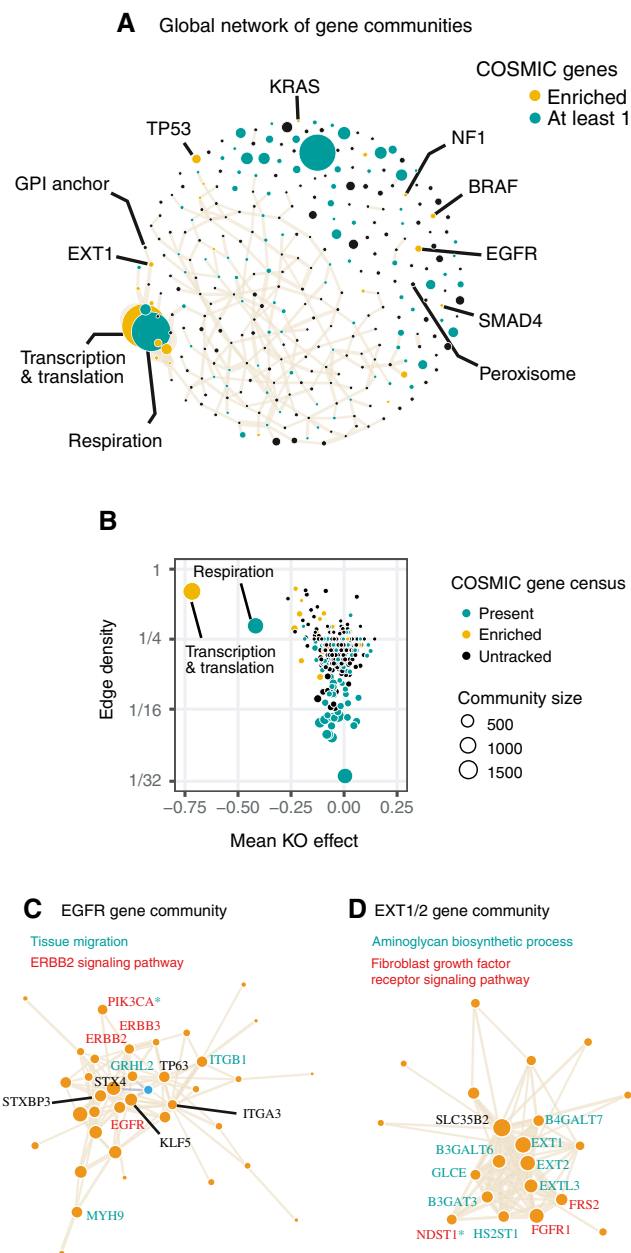 A Global network of gene communities
COSMIC genes
Enriched
At least 1
KRAS
TP53
NF1
GPI anchor
BRAF
EXT1
EGFR
SMAD4
Transcription
& translation
Peroxisome
Respiration
B
1
1/4
1/16
1/32
Edge density
Respiration
Transcription
& translation
−0.75 −0.50 −0.25 0.00 0.25
Mean KO effect
COSMIC gene census
Present
Enriched
Untracked
Community size
500
1000
1500
C EGFR gene community
Tissue migration
ERBB2 signaling pathway
PIK3CA*
ERBB3
ERBB2
GRHL2
TP63
ITGB1
STX4
STXBP3
ITGA3
EGFR
KLF5
MYH9
D EXT1/2 gene community
Aminoglycan biosynthetic process
Fibroblast growth factor
receptor signaling pathway
SLC35B2
B4GALT7
EXT1
B3GALT6
EXT2
GLCE
EXTL3
B3GAT3
FRS2
NDST1*
HS2ST1
FGFR1